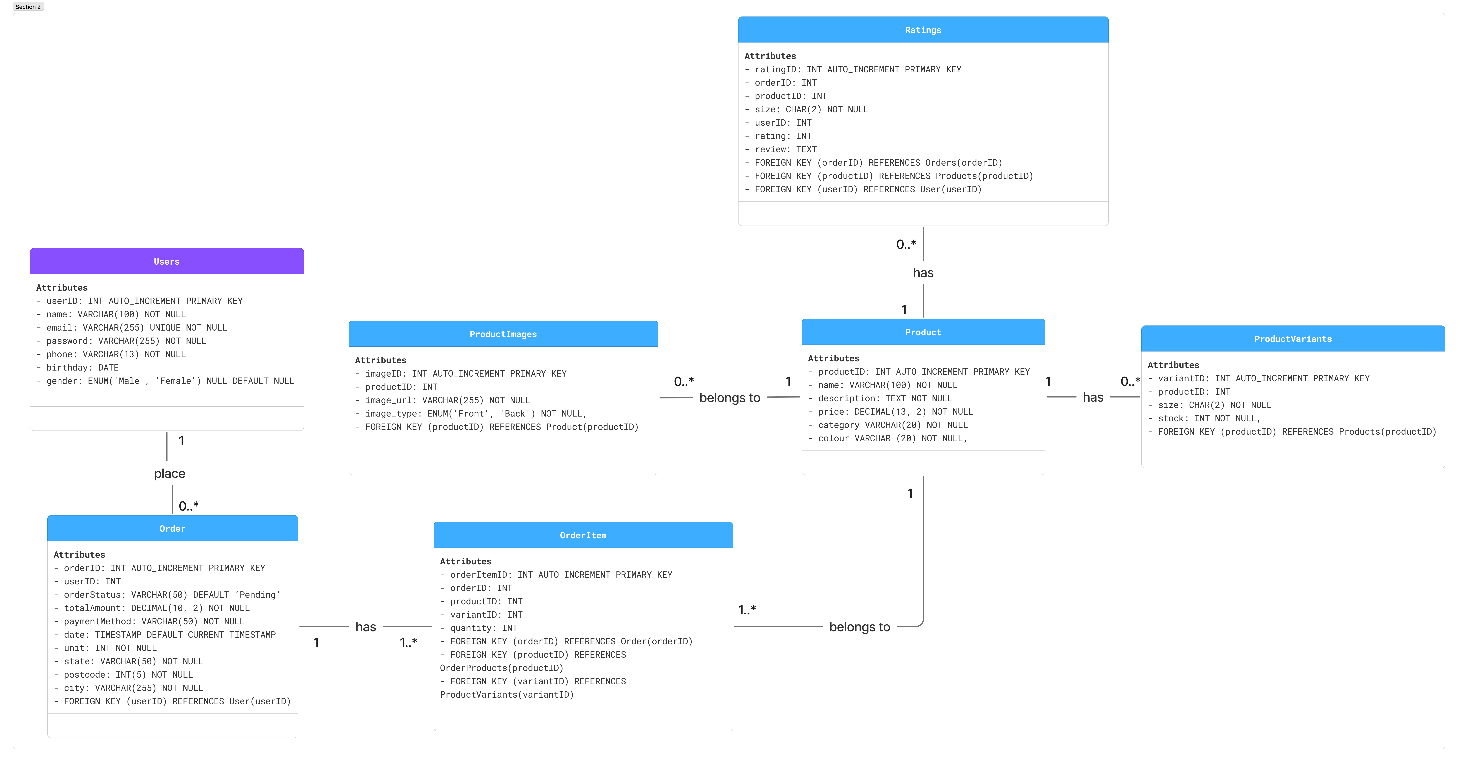 Section 2
Ratings
Attributes
- ratingID: INT AUTO_INCREMENT PRIMARY KEY
- orderID: INT
- productID: INT
- size: CHAR(2) NOT NULL
- userID: INT
- rating: INT
- review: TEXT
- FOREIGN KEY (orderID) REFERENCES Orders(orderID)
- FOREIGN KEY (productID) REFERENCES Products(productID)
- FOREIGN KEY (userID) REFERENCES User(userID)
0..*
has
1
Users
Attributes
- userID: INT AUTO_INCREMENT PRIMARY KEY
- name: VARCHAR(100) NOT NULL
- email: VARCHAR(255) UNIQUE NOT NULL
- password: VARCHAR(255) NOT NULL
- phone: VARCHAR(13) NOT NULL
- birthday: DATE
- gender: ENUM('Male', 'Female') NULL DEFAULT NULL
1
place
0..*
ProductImages
Attributes
- imageID: INT AUTO_INCREMENT PRIMARY KEY
- productID: INT
- image_url: VARCHAR(255) NOT NULL
- image_type: ENUM('Front', 'Back') NOT NULL,
- FOREIGN KEY (productID) REFERENCES Product(productID)
0..*
belongs to
1
Product
Attributes
- productID: INT AUTO_INCREMENT PRIMARY KEY
- name: VARCHAR(100) NOT NULL
- description: TEXT NOT NULL
- price: DECIMAL(13, 2) NOT NULL
- category VARCHAR(20) NOT NULL
- colour VARCHAR (20) NOT NULL,
1
has
0..*
ProductVariants
Attributes
- variantID: INT AUTO_INCREMENT PRIMARY KEY
- productID: INT
- size: CHAR(2) NOT NULL
- stock: INT NOT NULL,
- FOREIGN KEY (productID) REFERENCES Products(productID)
Order
Attributes
- orderID: INT AUTO_INCREMENT PRIMARY KEY
- userID: INT
- orderStatus: VARCHAR(50) DEFAULT 'Pending'
- totalAmount: DECIMAL(10, 2) NOT NULL
- paymentMethod: VARCHAR(50) NOT NULL
- date: TIMESTAMP DEFAULT CURRENT_TIMESTAMP
- unit: INT NOT NULL
- state: VARCHAR(50) NOT NULL
- postcode: INT(5) NOT NULL
- city: VARCHAR(255) NOT NULL
- FOREIGN KEY (userID) REFERENCES User(userID)
1
has
1..*
OrderItem
Attributes
- orderItemID: INT AUTO_INCREMENT PRIMARY KEY
- orderID: INT
- productID: INT
- variantID: INT
- quantity: INT
- FOREIGN KEY (orderID) REFERENCES Order(orderID)
- FOREIGN KEY (productID) REFERENCES
OrderProducts(productID)
- FOREIGN KEY (variantID) REFERENCES
ProductVariants(variantID)
1..*
belongs to
1